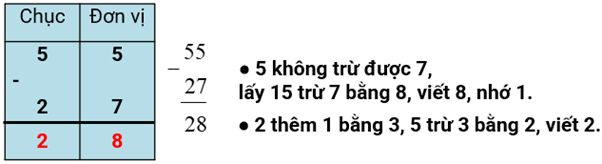 Chục Đơn vị
5 5
-
2 7
2 8
55
−
27
28
● 5 không trừ được 7,
lấy 15 trừ 7 bằng 8, viết 8, nhớ 1.
● 2 thêm 1 bằng 3, 5 trừ 3 bằng 2, viết 2.